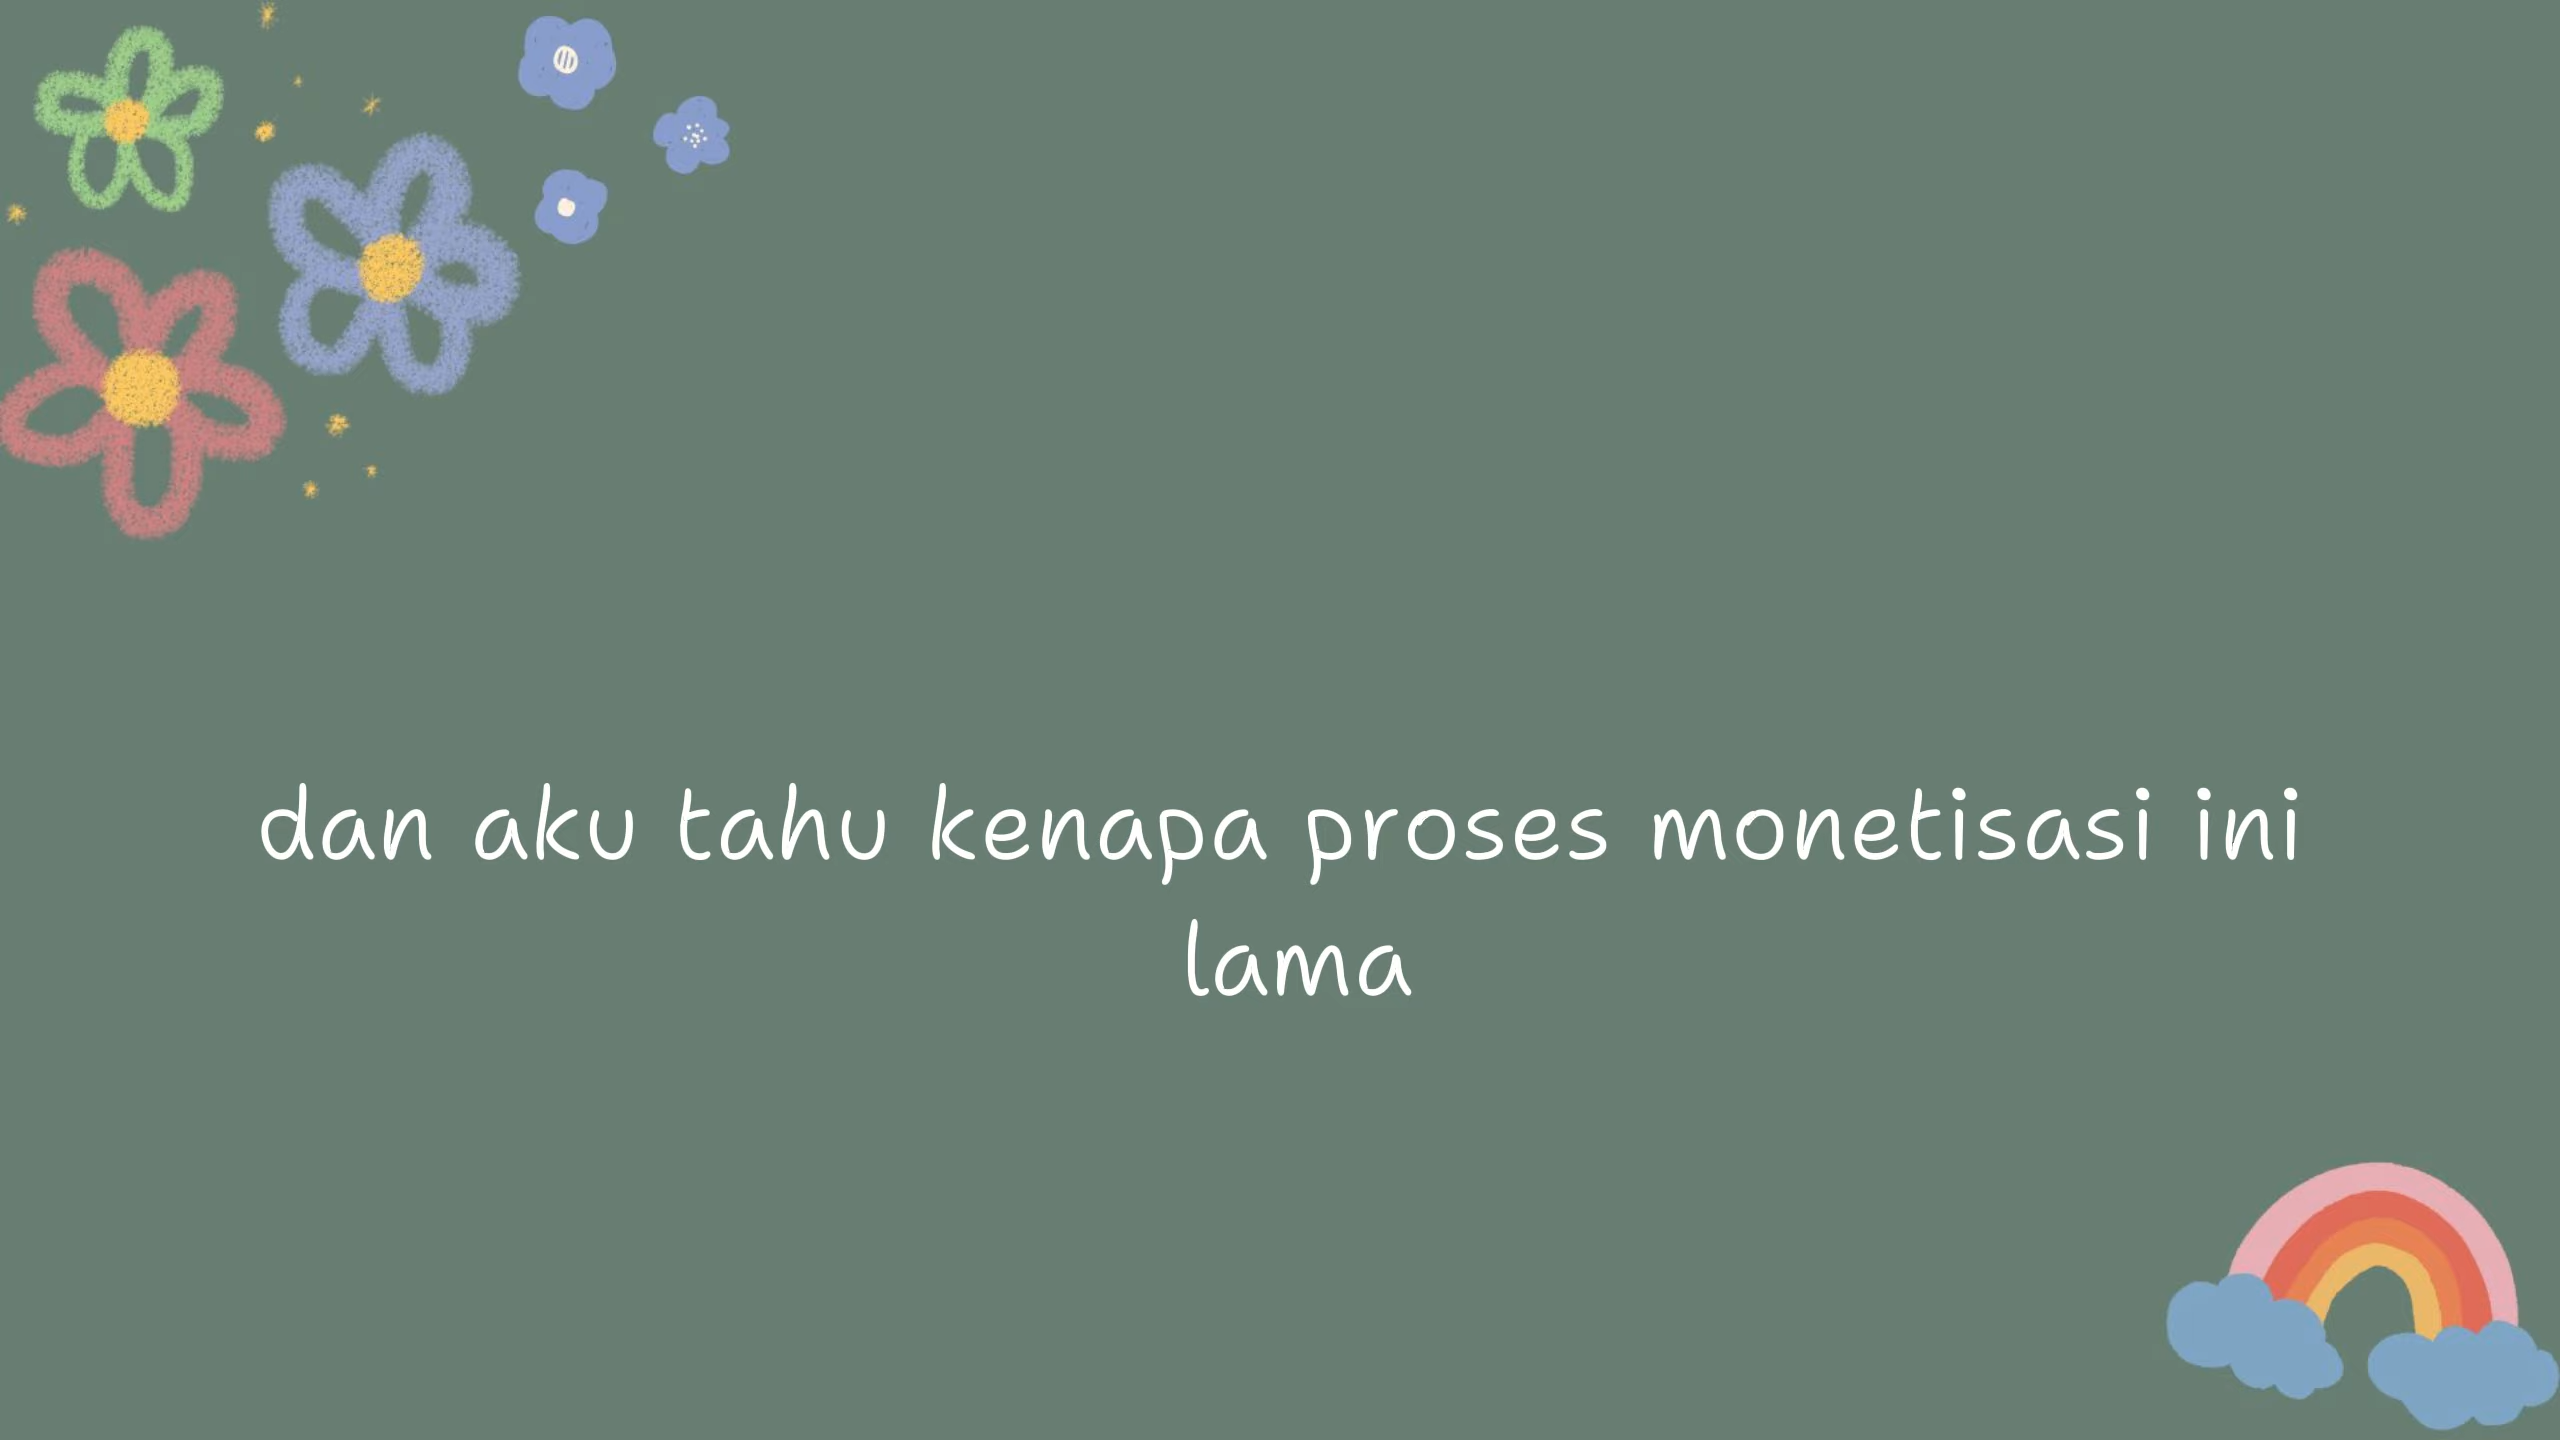 dan aku tahu kenapa proses monetisasi ini
lama